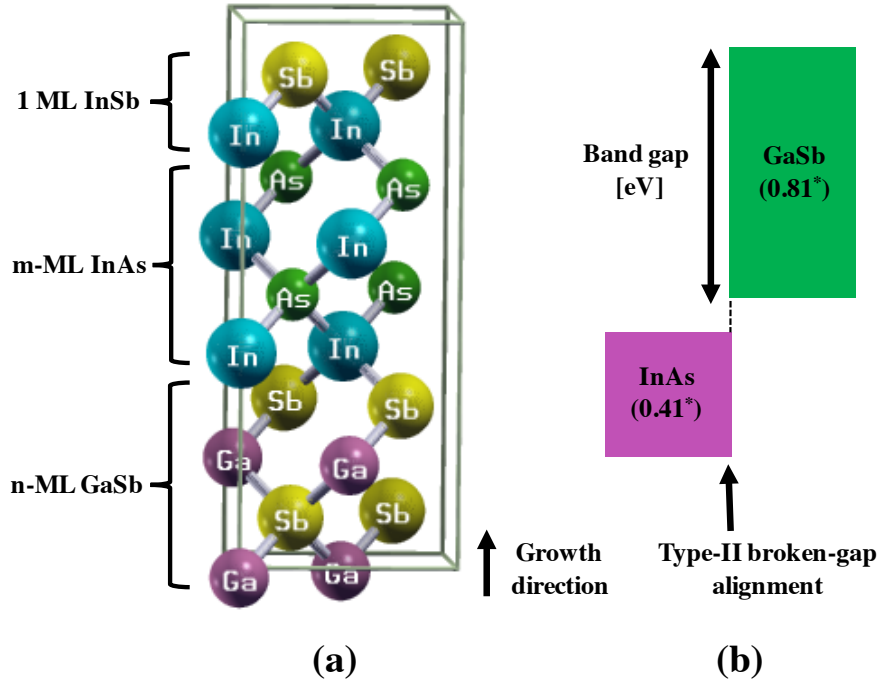 1 ML InSb
m-ML InAs
n-ML GaSb
Sb Sb
In In
As As
In In
As As
In In
Sb Sb
Ga Ga
Sb Sb
Ga Ga
Growth
direction
(a)
Band gap
[eV]
GaSb
(0.81*)
InAs
(0.41*)
Type-II broken-gap
alignment
(b)